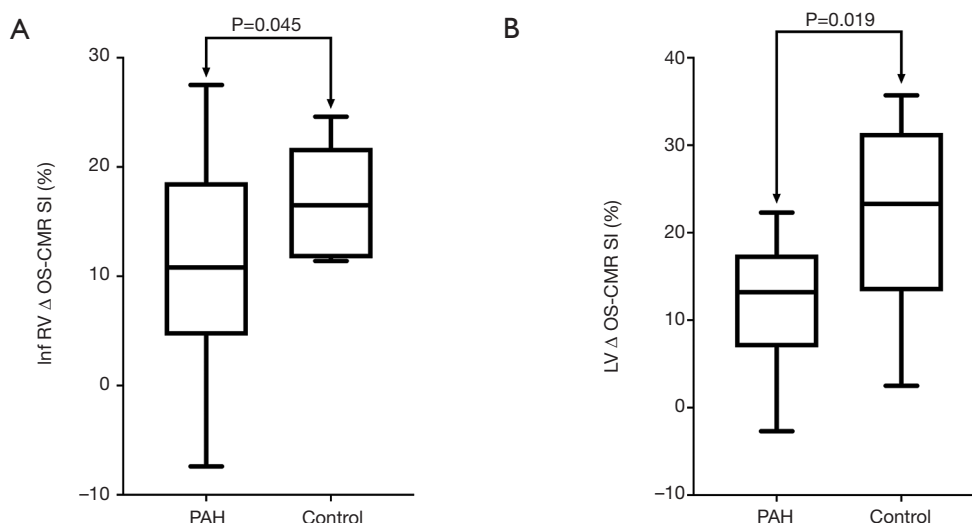 A
P=0.045
30
20
10
0
−10
Inf RV Δ OS-CMR SI (%)
PAH
Control
B
P=0.019
40
30
20
10
0
−10
LV Δ OS-CMR SI (%)
PAH
Control